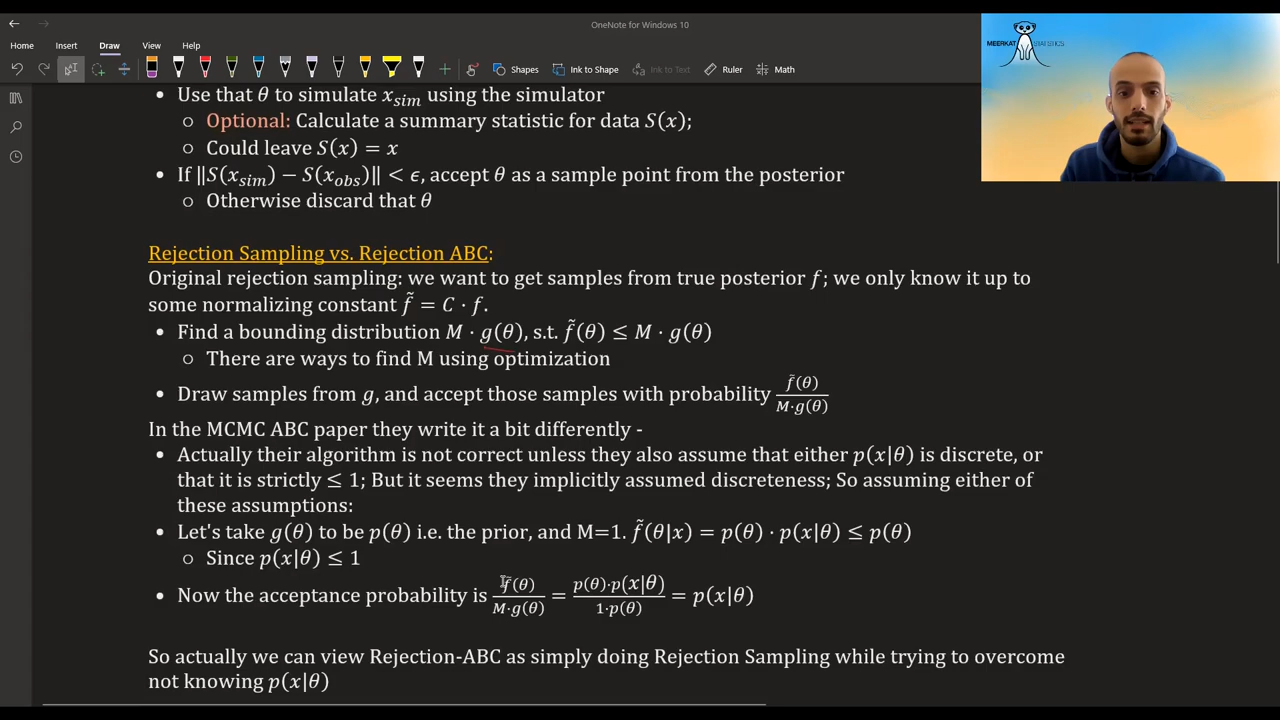 OneNote for Windows 10
Home Insert Draw View Help
Shapes Ink to Shape Ink to Text Ruler Math
MEERKAT STATISTICS
• Use that θ to simulate x_sim using the simulator
○ Optional: Calculate a summary statistic for data S(x);
○ Could leave S(x) = x
• If ‖S(x_sim) − S(x_obs)‖ < ϵ, accept θ as a sample point from the posterior
○ Otherwise discard that θ
Rejection Sampling vs. Rejection ABC:
Original rejection sampling: we want to get samples from true posterior f; we only know it up to
some normalizing constant f̃ = C · f.
• Find a bounding distribution M · g(θ), s.t. f̃(θ) ≤ M · g(θ)
○ There are ways to find M using optimization
• Draw samples from g, and accept those samples with probability f̃(θ)/M·g(θ)
In the MCMC ABC paper they write it a bit differently -
• Actually their algorithm is not correct unless they also assume that either p(x|θ) is discrete, or
that it is strictly ≤ 1; But it seems they implicitly assumed discreteness; So assuming either of
these assumptions:
• Let's take g(θ) to be p(θ) i.e. the prior, and M=1. f̃(θ|x) = p(θ) · p(x|θ) ≤ p(θ)
○ Since p(x|θ) ≤ 1
• Now the acceptance probability is f̃(θ)/M·g(θ) = p(θ)·p(x|θ)/1·p(θ) = p(x|θ)
So actually we can view Rejection-ABC as simply doing Rejection Sampling while trying to overcome
not knowing p(x|θ)